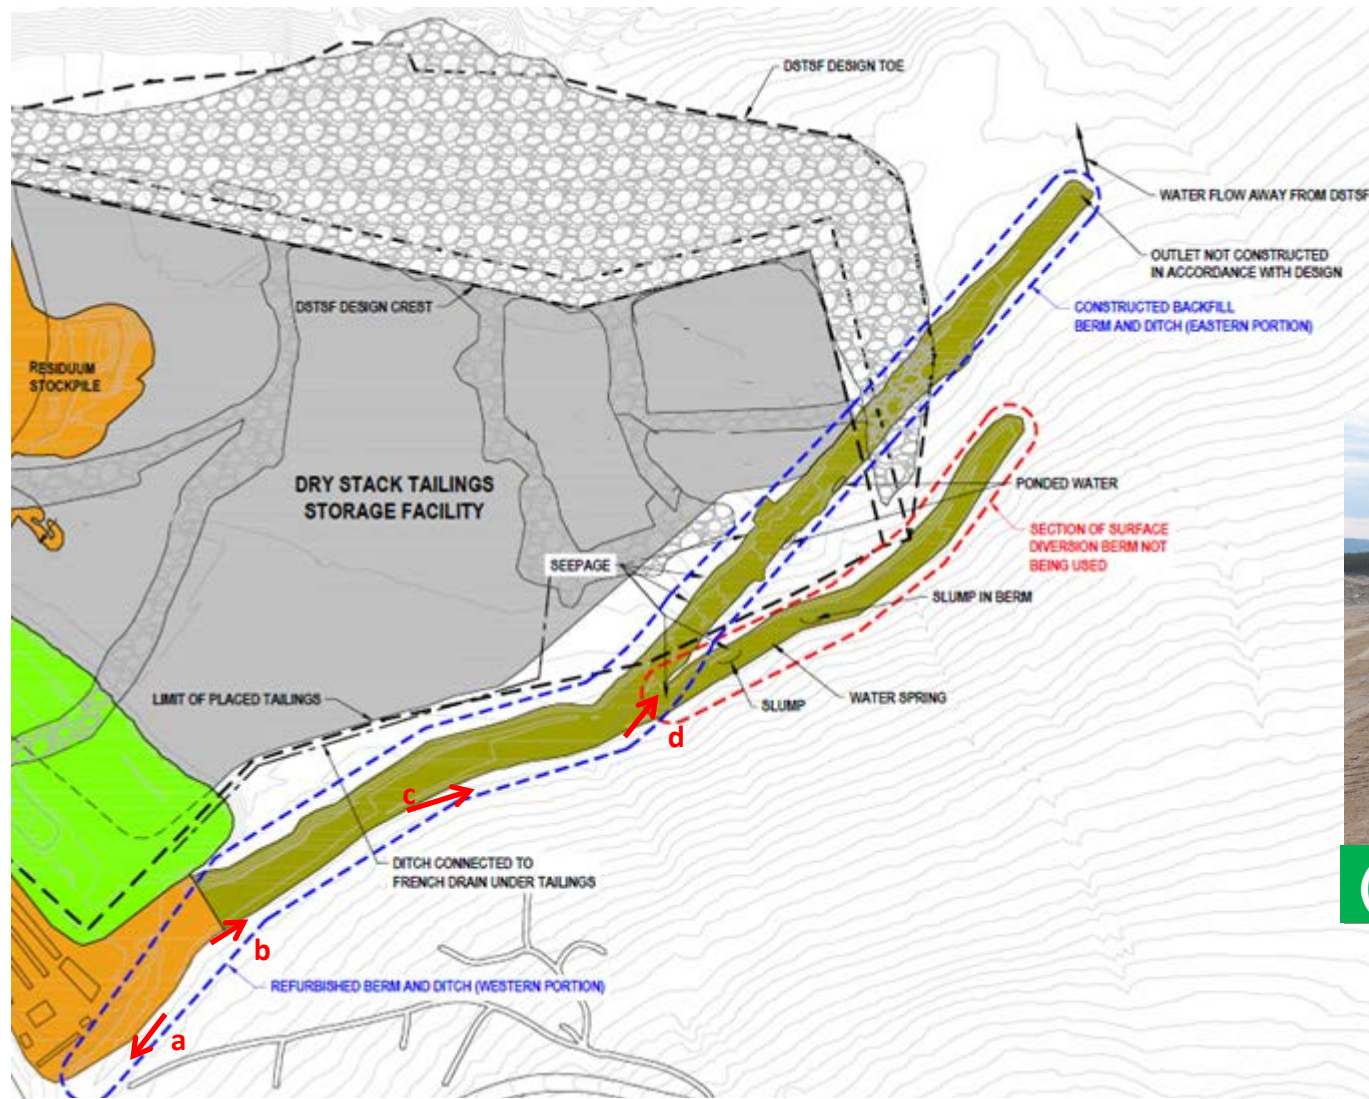 DSTSF DESIGN TOE
WATER FLOW AWAY FROM DSTSF
OUTLET NOT CONSTRUCTED
IN ACCORDANCE WITH DESIGN
DSTSF DESIGN CREST
CONSTRUCTED BACKFILL
BERM AND DITCH (EASTERN PORTION)
RESIDUUM
STOCKPILE
DRY STACK TAILINGS
STORAGE FACILITY
PONDED WATER
SECTION OF SURFACE
DIVERSION BERM NOT
BEING USED
SEEPAGE
SLUMP IN BERM
LIMIT OF PLACED TAILINGS
WATER SPRING
SLUMP
d
c
DITCH CONNECTED TO
FRENCH DRAIN UNDER TAILINGS
b
REFURBISHED BERM AND DITCH (WESTERN PORTION)
a